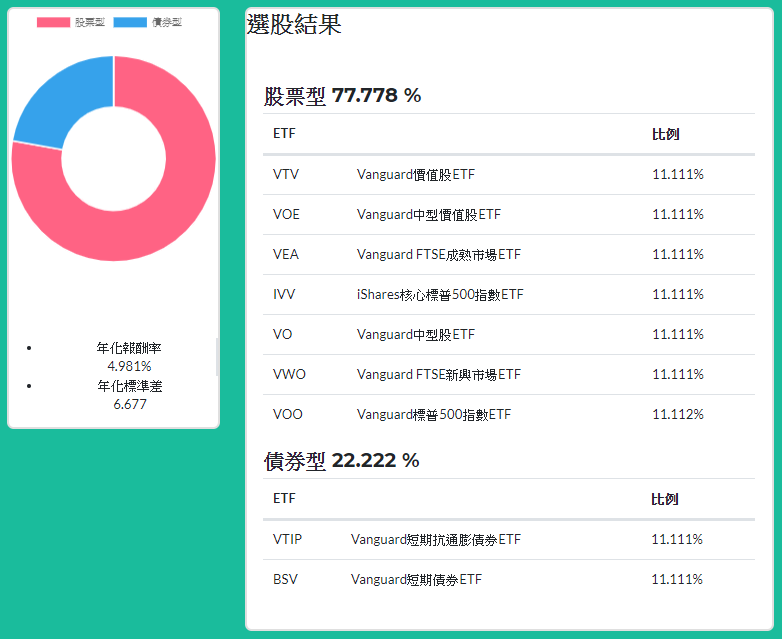 股票型 債券型
年化報酬率
4.981%
年化標準差
6.677
選股結果
股票型 77.778 %
ETF 比例
VTV Vanguard價值股ETF 11.111%
VOE Vanguard中型價值股ETF 11.111%
VEA Vanguard FTSE成熟市場ETF 11.111%
IVV iShares核心標普500指數ETF 11.111%
VO Vanguard中型股ETF 11.111%
VWO Vanguard FTSE新興市場ETF 11.111%
VOO Vanguard標普500指數ETF 11.112%
債券型 22.222 %
ETF 比例
VTIP Vanguard短期抗通膨債券ETF 11.111%
BSV Vanguard短期債券ETF 11.111%